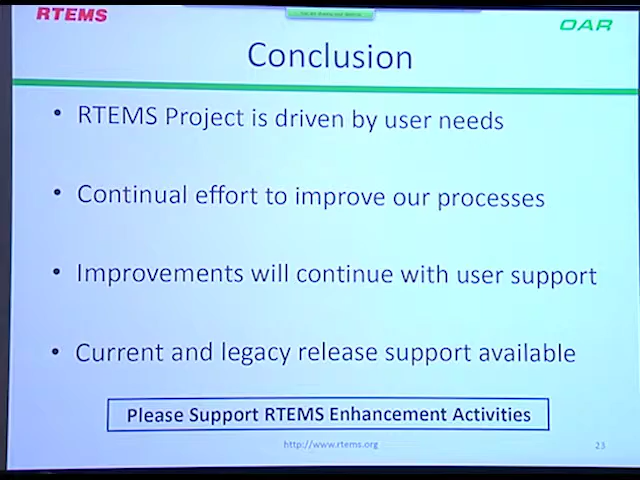 RTEMS
OAR
Conclusion
• RTEMS Project is driven by user needs
• Continual effort to improve our processes
• Improvements will continue with user support
• Current and legacy release support available
Please Support RTEMS Enhancement Activities
http://www.rtems.org
23